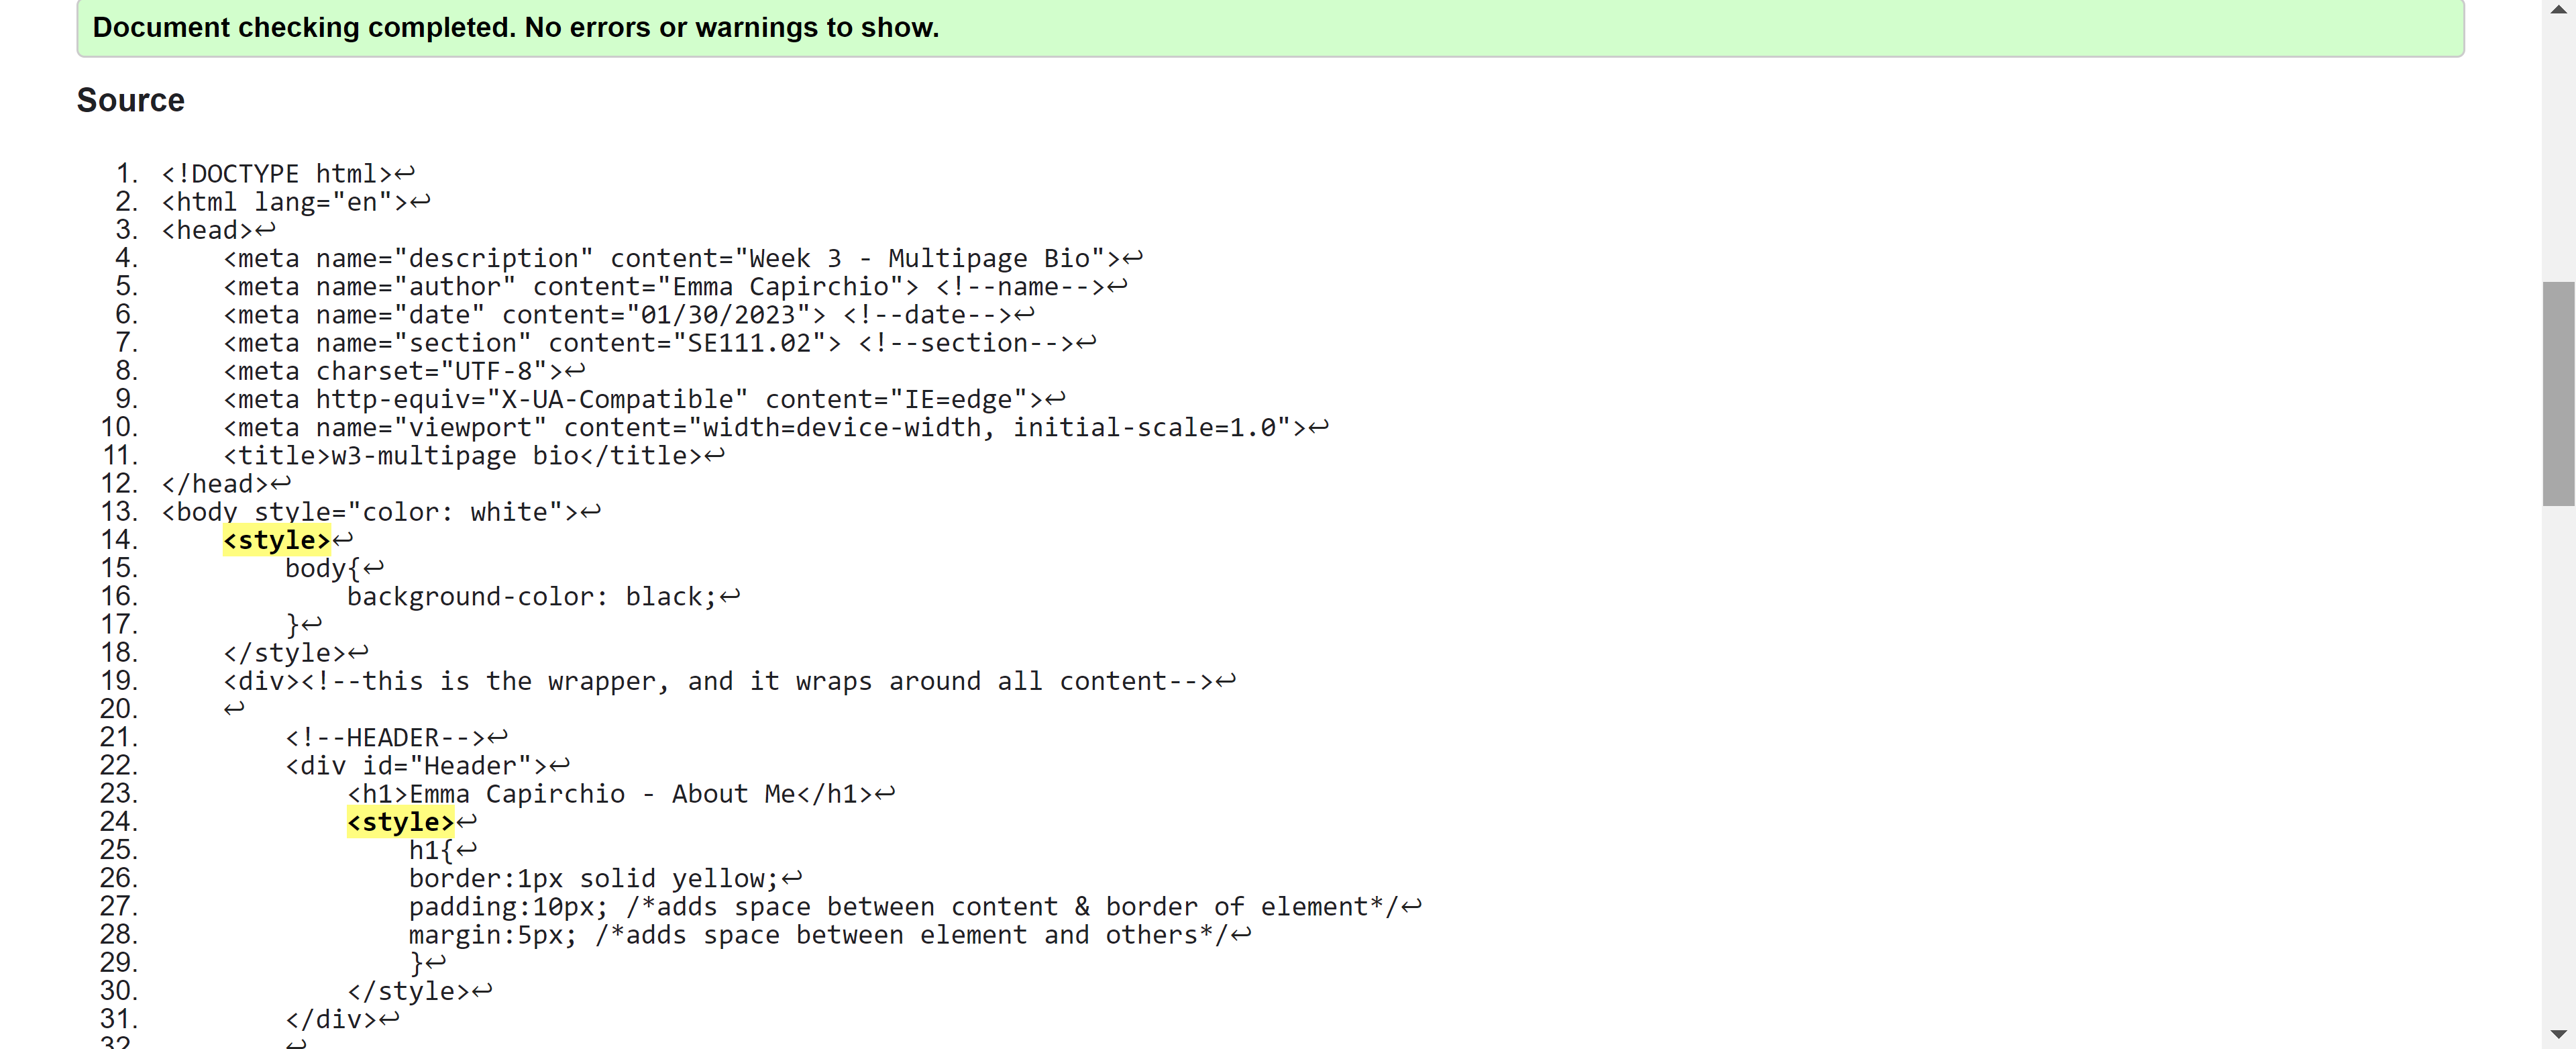 Document checking completed. No errors or warnings to show.
Source
1. <!DOCTYPE html>↩
2. <html lang="en">↩
3. <head>↩
4.     <meta name="description" content="Week 3 - Multipage Bio">↩
5.     <meta name="author" content="Emma Capirchio"> <!--name-->↩
6.     <meta name="date" content="01/30/2023"> <!--date-->↩
7.     <meta name="section" content="SE111.02"> <!--section-->↩
8.     <meta charset="UTF-8">↩
9.     <meta http-equiv="X-UA-Compatible" content="IE=edge">↩
10.     <meta name="viewport" content="width=device-width, initial-scale=1.0">↩
11.     <title>w3-multipage bio</title>↩
12. </head>↩
13. <body style="color: white">↩
14.     <style>↩
15.         body{↩
16.             background-color: black;↩
17.         }↩
18.     </style>↩
19.     <div><!--this is the wrapper, and it wraps around all content-->↩
20.     ↩
21.         <!--HEADER-->↩
22.         <div id="Header">↩
23.             <h1>Emma Capirchio - About Me</h1>↩
24.             <style>↩
25.                 h1{↩
26.                 border:1px solid yellow;↩
27.                 padding:10px; /*adds space between content & border of element*/↩
28.                 margin:5px; /*adds space between element and others*/↩
29.                 }↩
30.             </style>↩
31.         </div>↩
32.         ↩